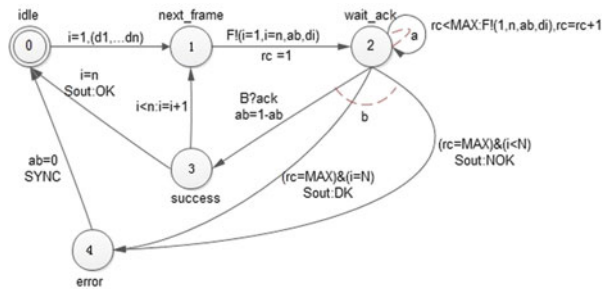 idle
next_frame
wait_ack
rc<MAX:F!(1,n,ab,di),rc=rc+1
0
i=1,(d1,...dn)
1
F!(i=1,i=n,ab,di)
rc =1
2
a
i=n
Sout:OK
i<n:i=i+1
B?ack
ab=1-ab
b
ab=0
SYNC
3
success
(rc=MAX)&(i=N)
Sout:DK
(rc=MAX)&(i<N)
Sout:NOK
4
error